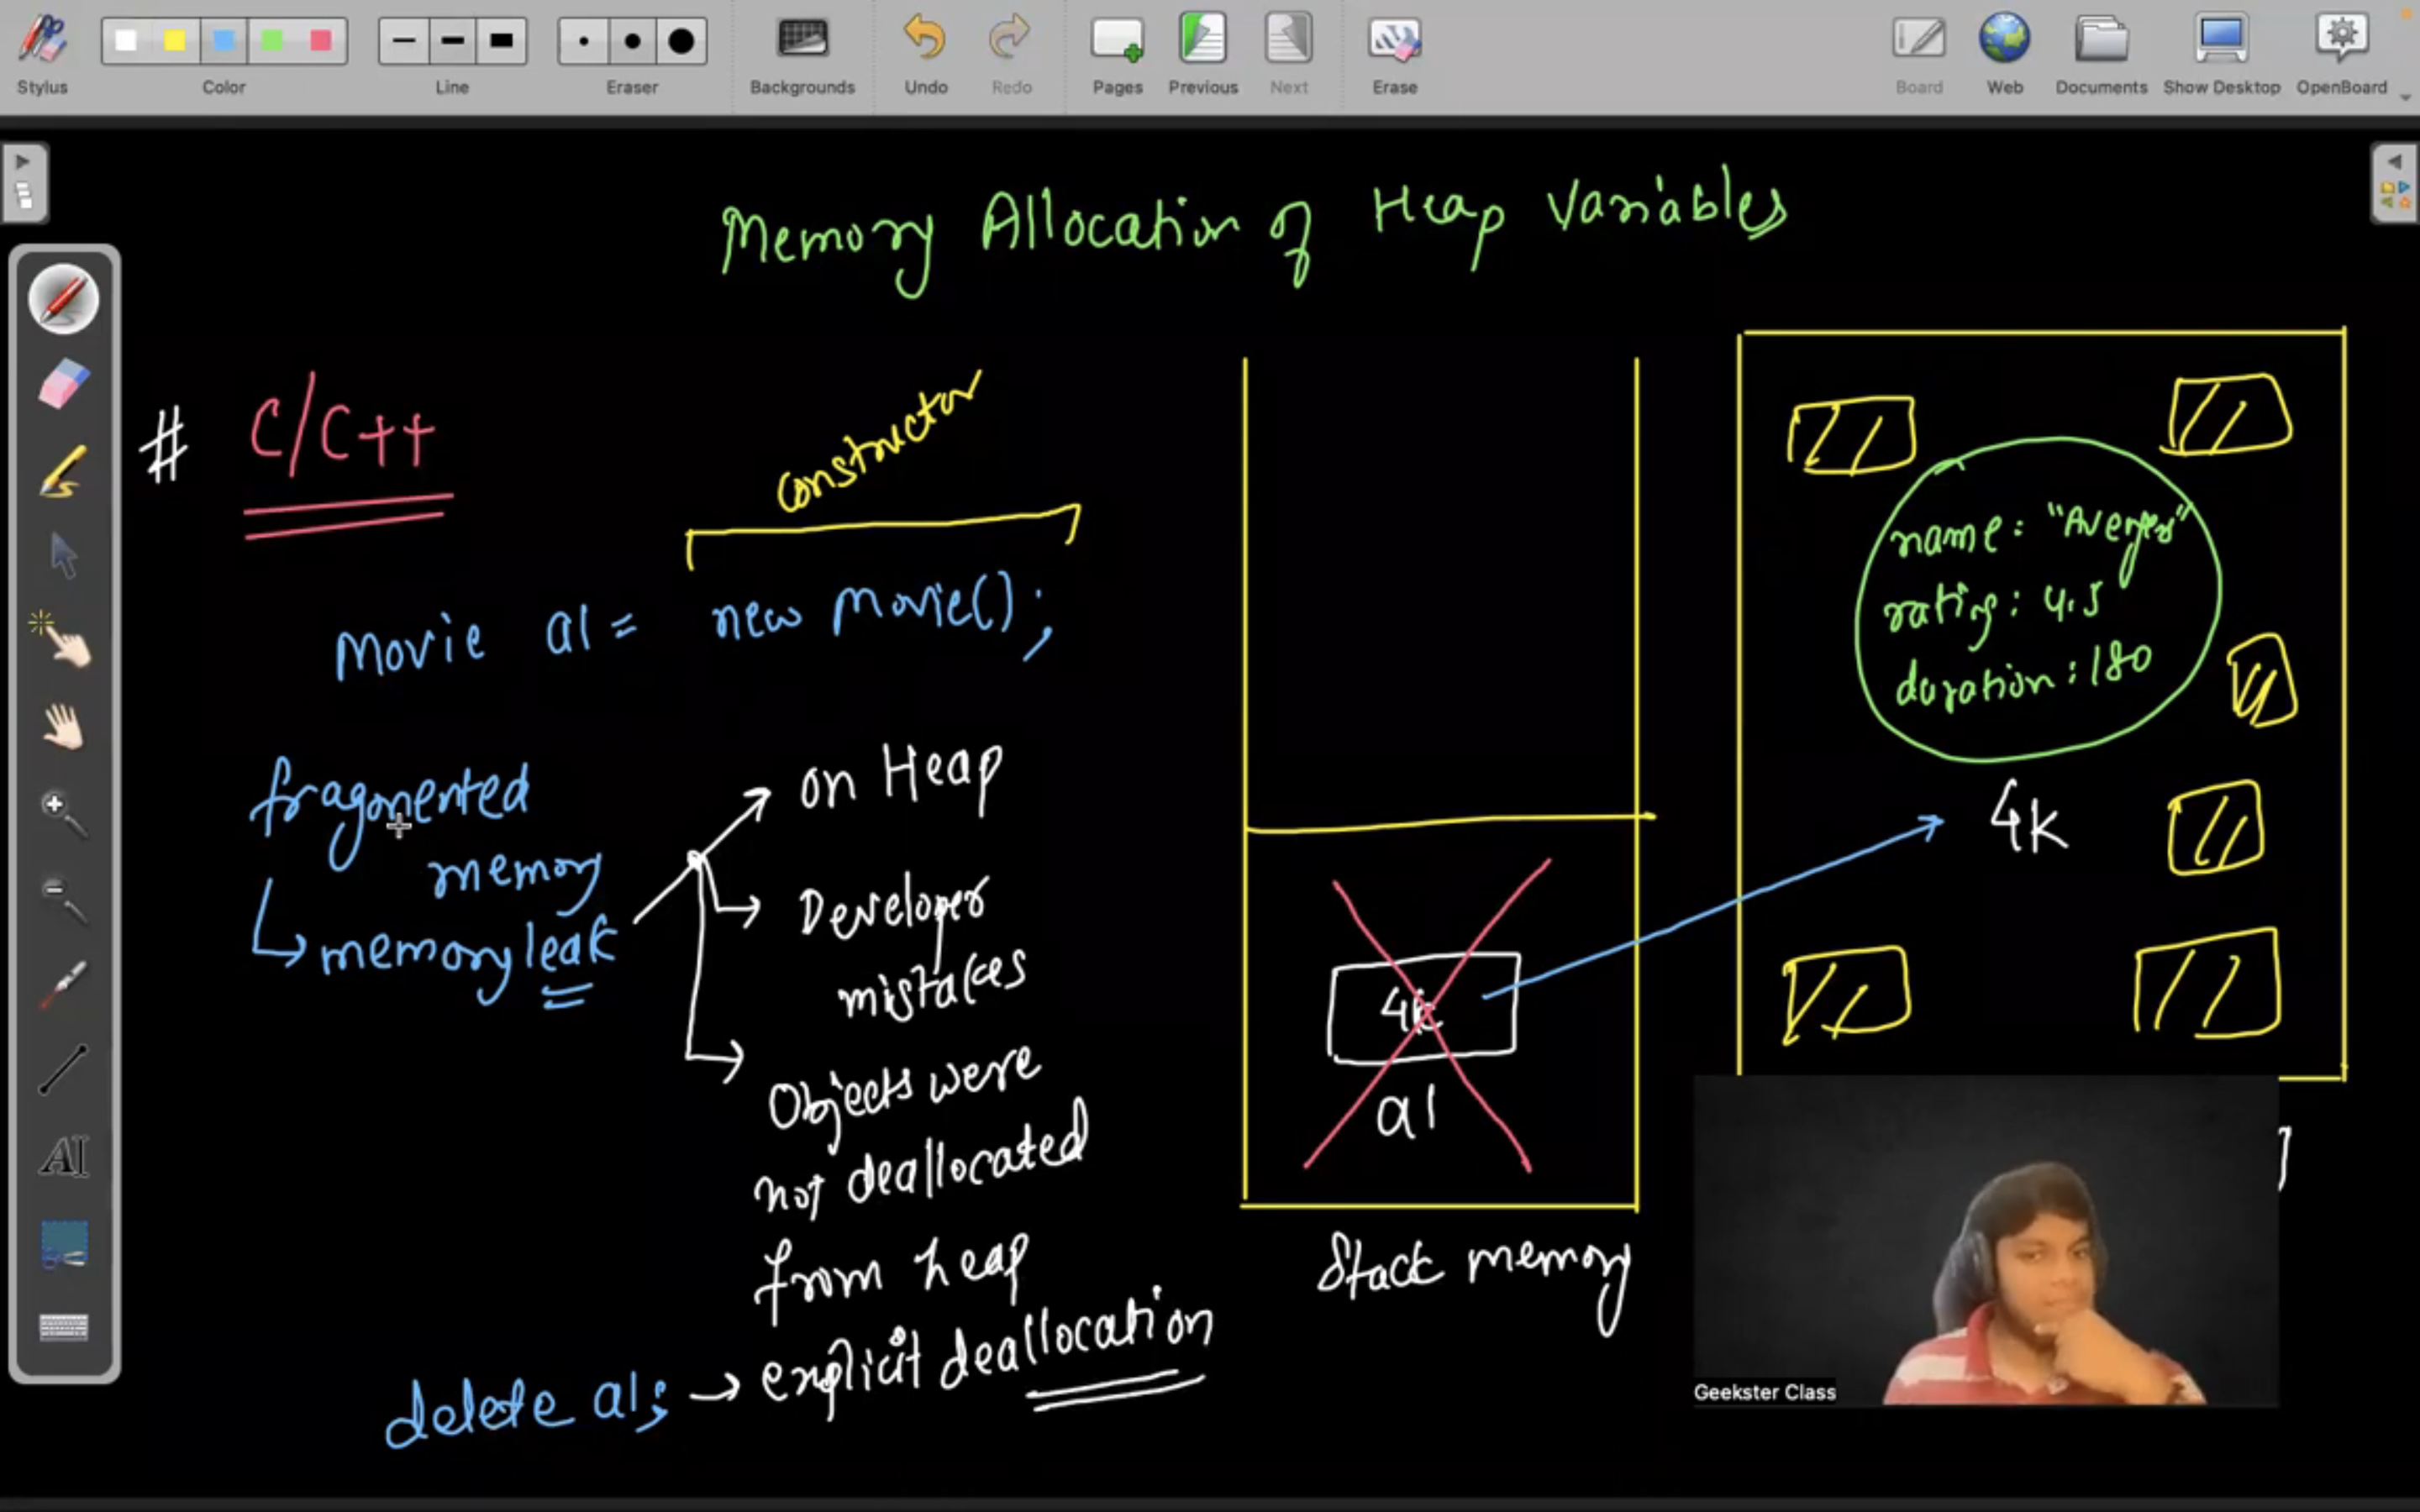 Stylus
Color
Line
Eraser
Backgrounds
Undo
Redo
Pages
Previous
Next
Erase
Board
Web
Documents
Show Desktop
OpenBoard
Memory Allocation of Heap Variables
# C/C++
constructor
Movie a1 = new Movie();
fragmented
memory
memory leak
on Heap
Developer
mistakes
Objects were
not deallocated
from heap
delete a1; → explicit deallocation
4k
a1
Stack memory
name: "Avenger"
rating: 4.5
duration: 180
4k
AI
Geekster Class